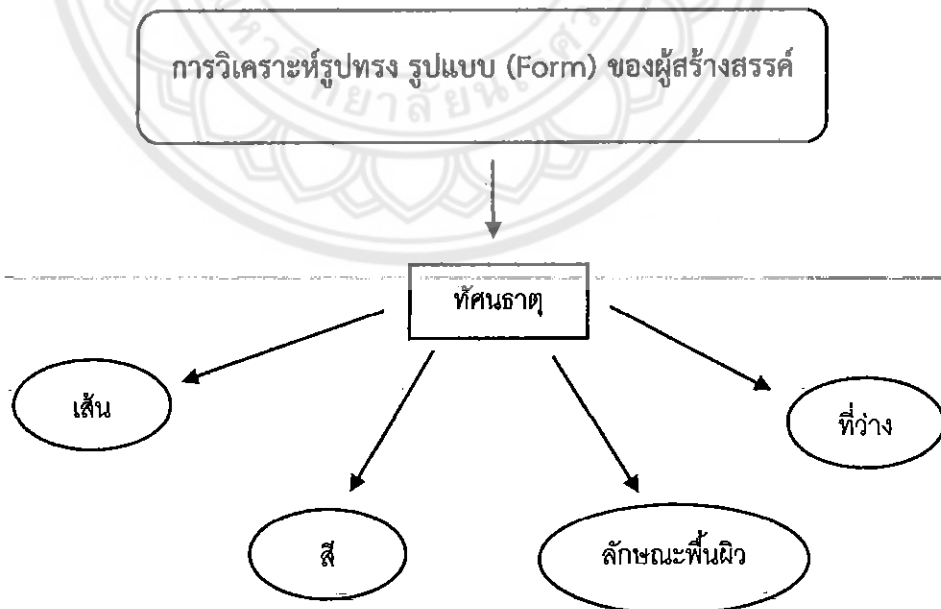 การวิเคราะห์รูปทรง รูปแบบ (Form) ของผู้สร้างสรรค์
ทัศนธาตุ
เส้น
ที่ว่าง
สี
ลักษณะพื้นผิว